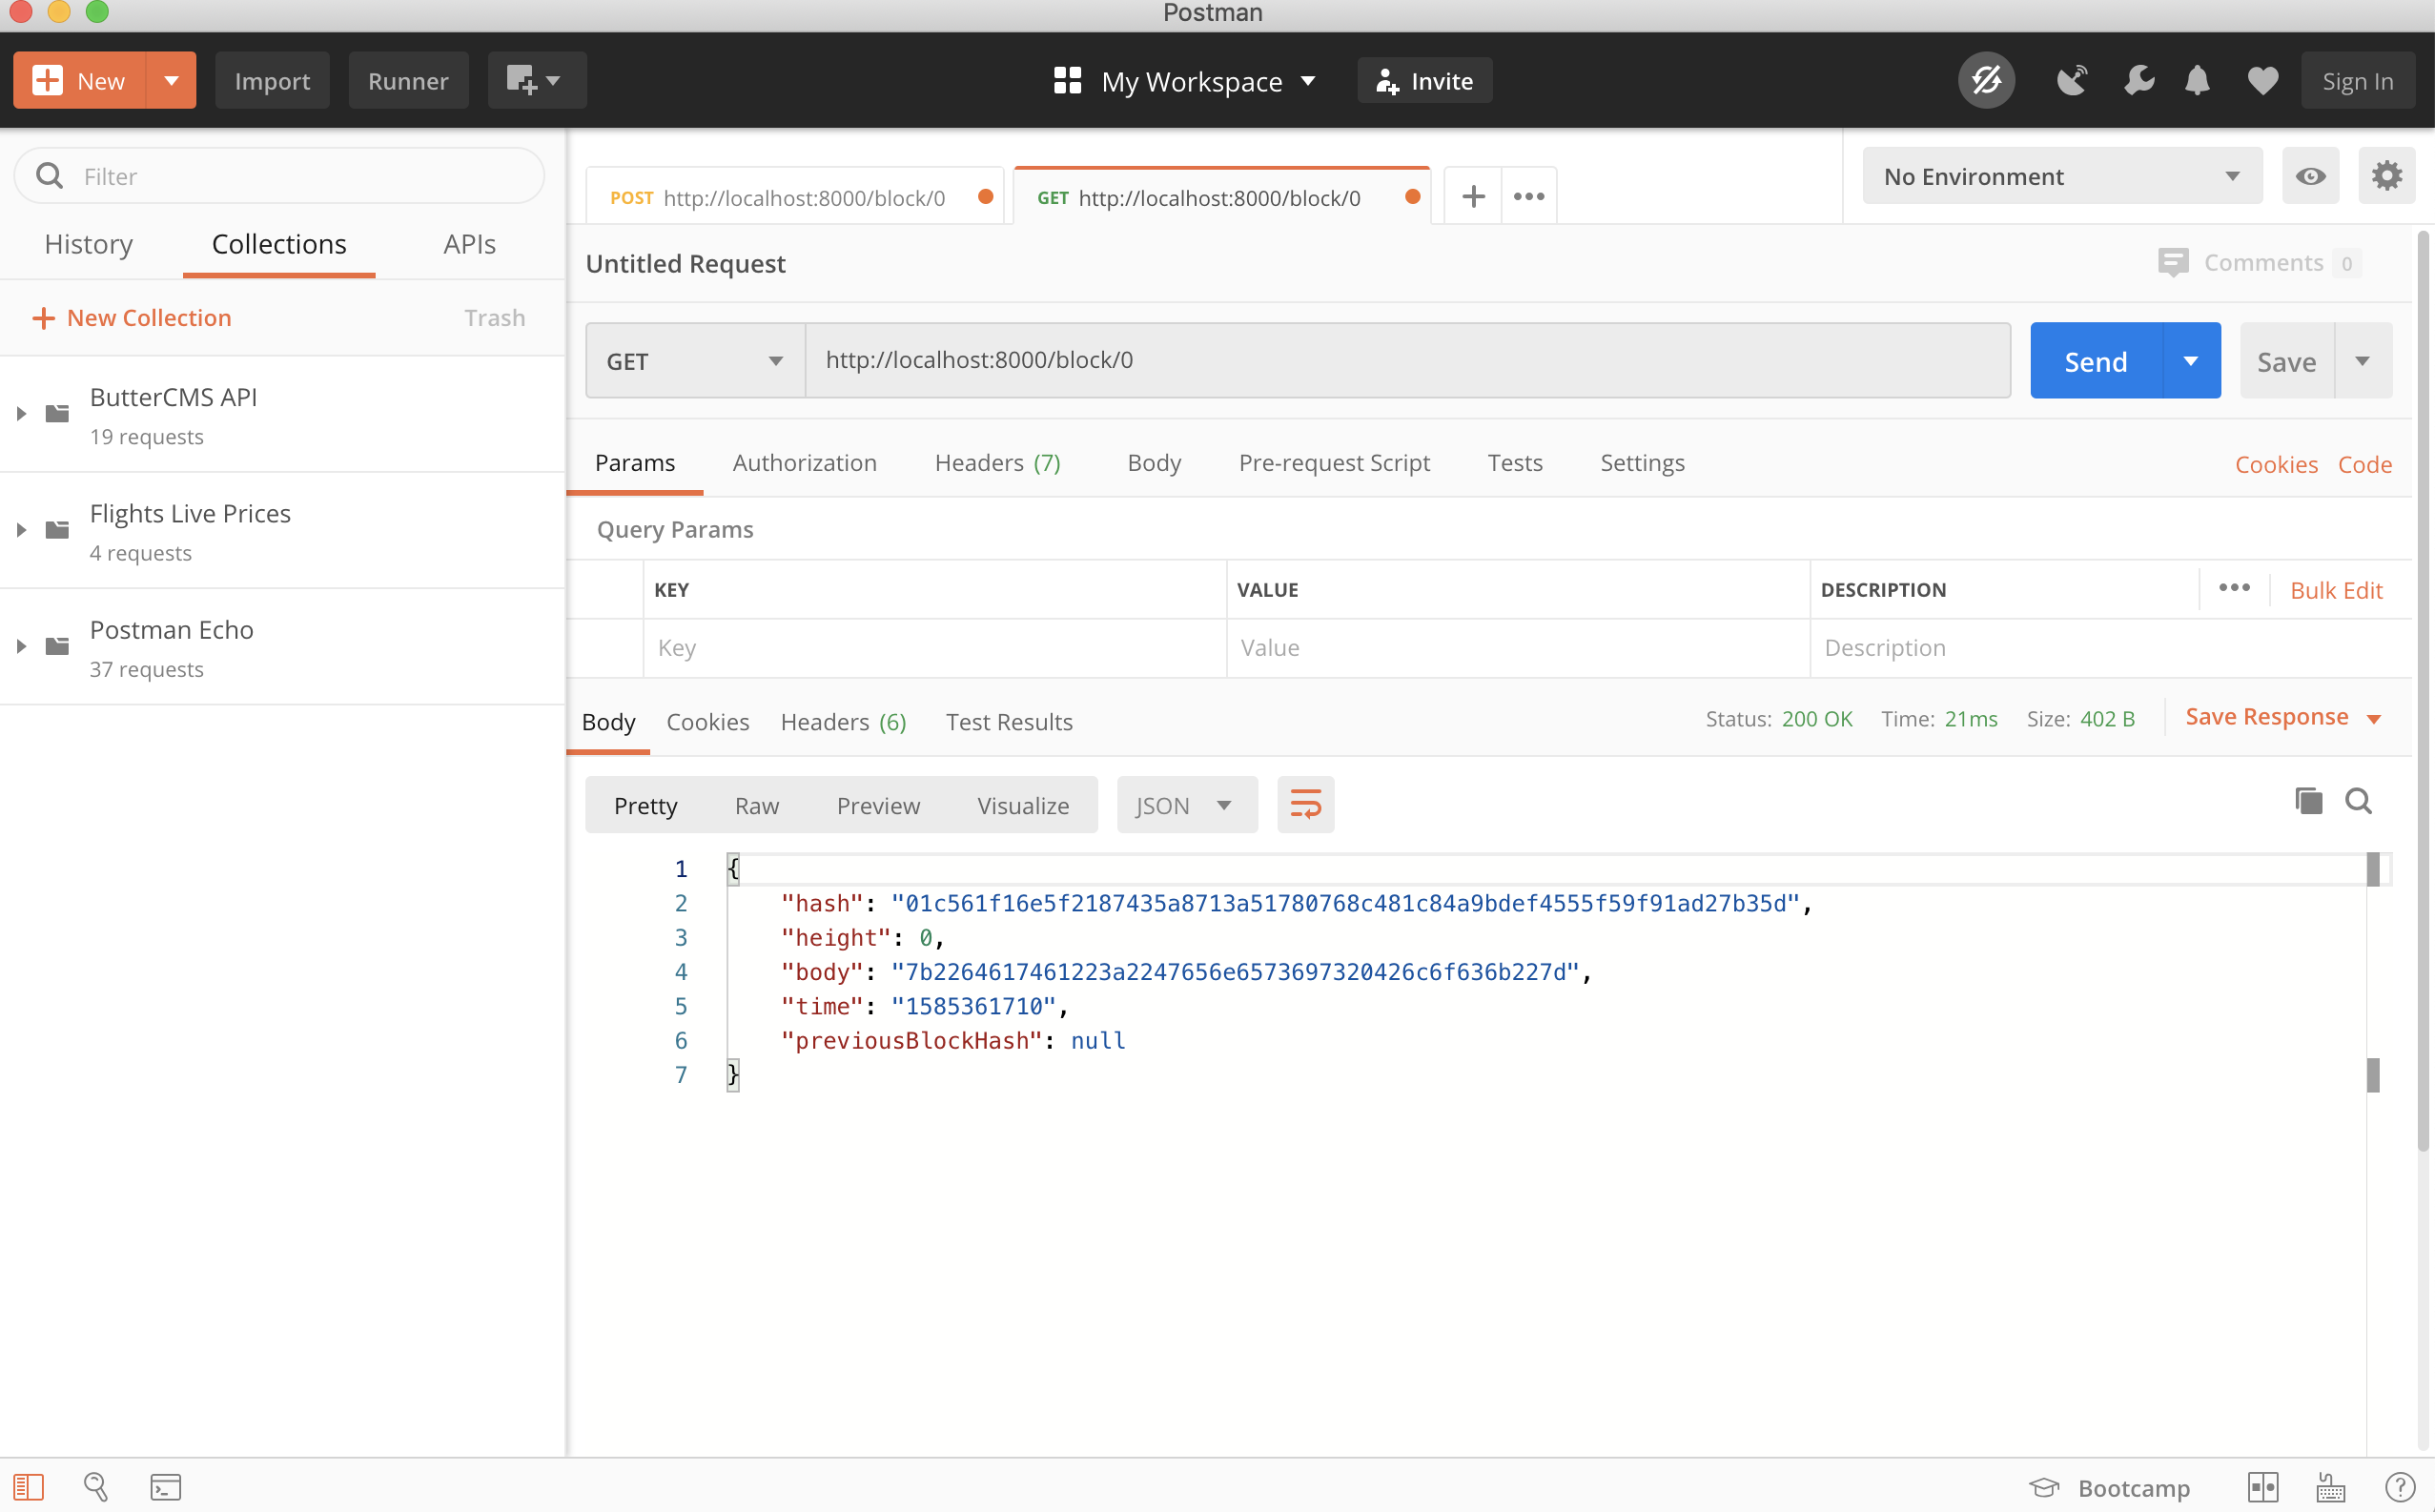 Postman
New Import Runner My Workspace Invite Sign In
Filter
History Collections APIs
New Collection Trash
ButterCMS API
19 requests
Flights Live Prices
4 requests
Postman Echo
37 requests
POST http://localhost:8000/block/0 GET http://localhost:8000/block/0 No Environment
Untitled Request Comments 0
GET http://localhost:8000/block/0 Send Save
Params Authorization Headers (7) Body Pre-request Script Tests Settings Cookies Code
Query Params
KEY VALUE DESCRIPTION Bulk Edit
Key Value Description
Body Cookies Headers (6) Test Results Status: 200 OK Time: 21ms Size: 402 B Save Response
Pretty Raw Preview Visualize JSON
1 {
2 "hash": "01c561f16e5f2187435a8713a51780768c481c84a9bdef4555f59f91ad27b35d",
3 "height": 0,
4 "body": "7b2264617461223a2247656e6573697320426c6f636b227d",
5 "time": "1585361710",
6 "previousBlockHash": null
7 }
Bootcamp